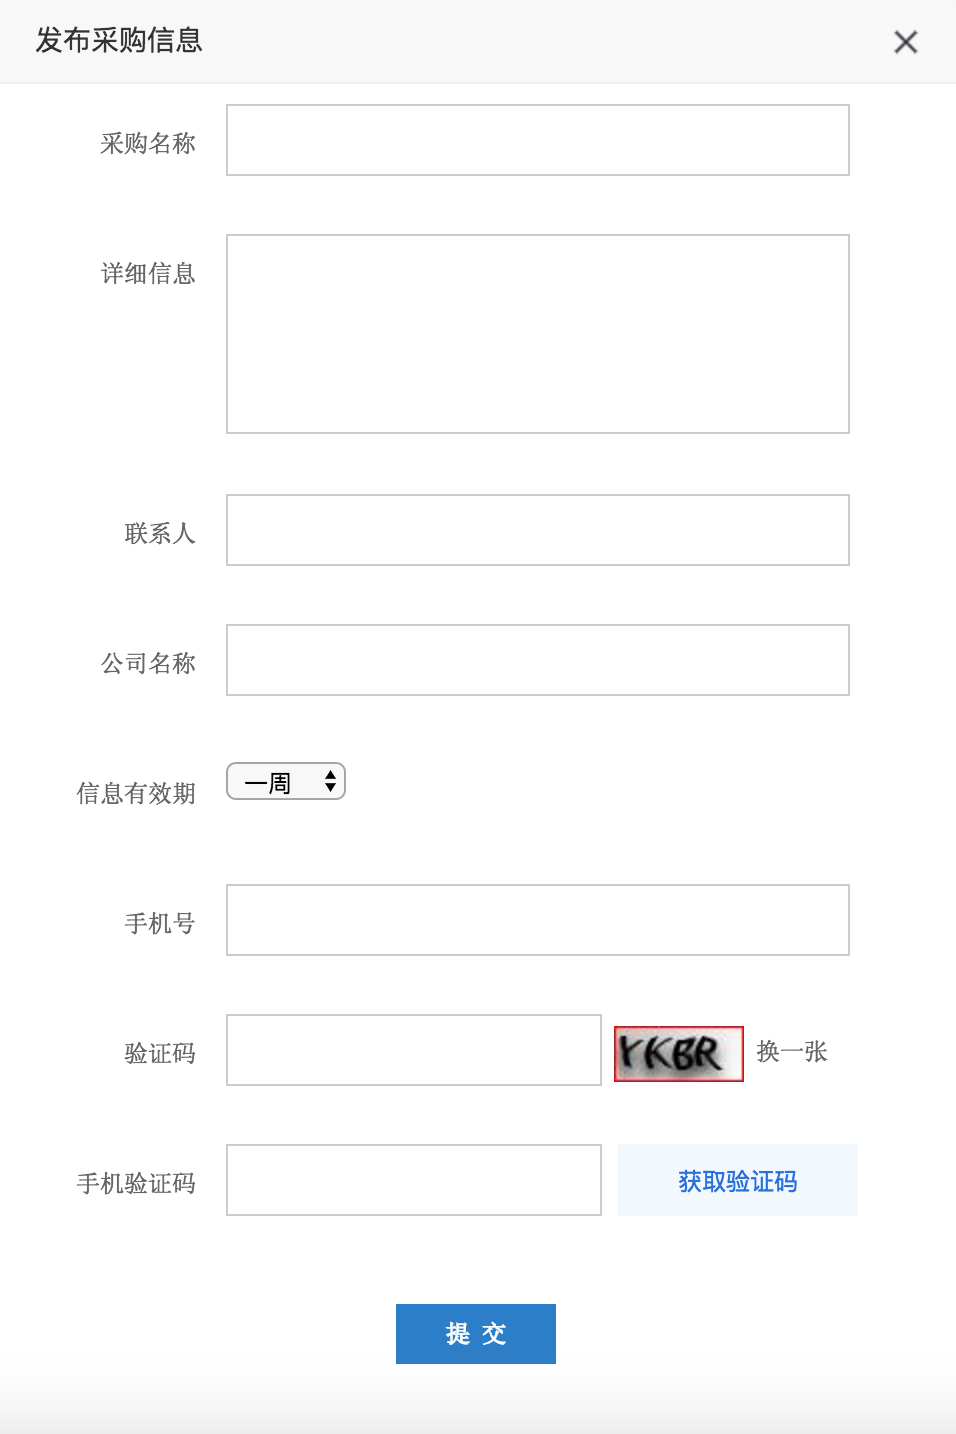 发布采购信息
采购名称
详细信息
联系人
公司名称
信息有效期 一周
手机号
验证码 YKBR 换一张
手机验证码 获取验证码
提 交